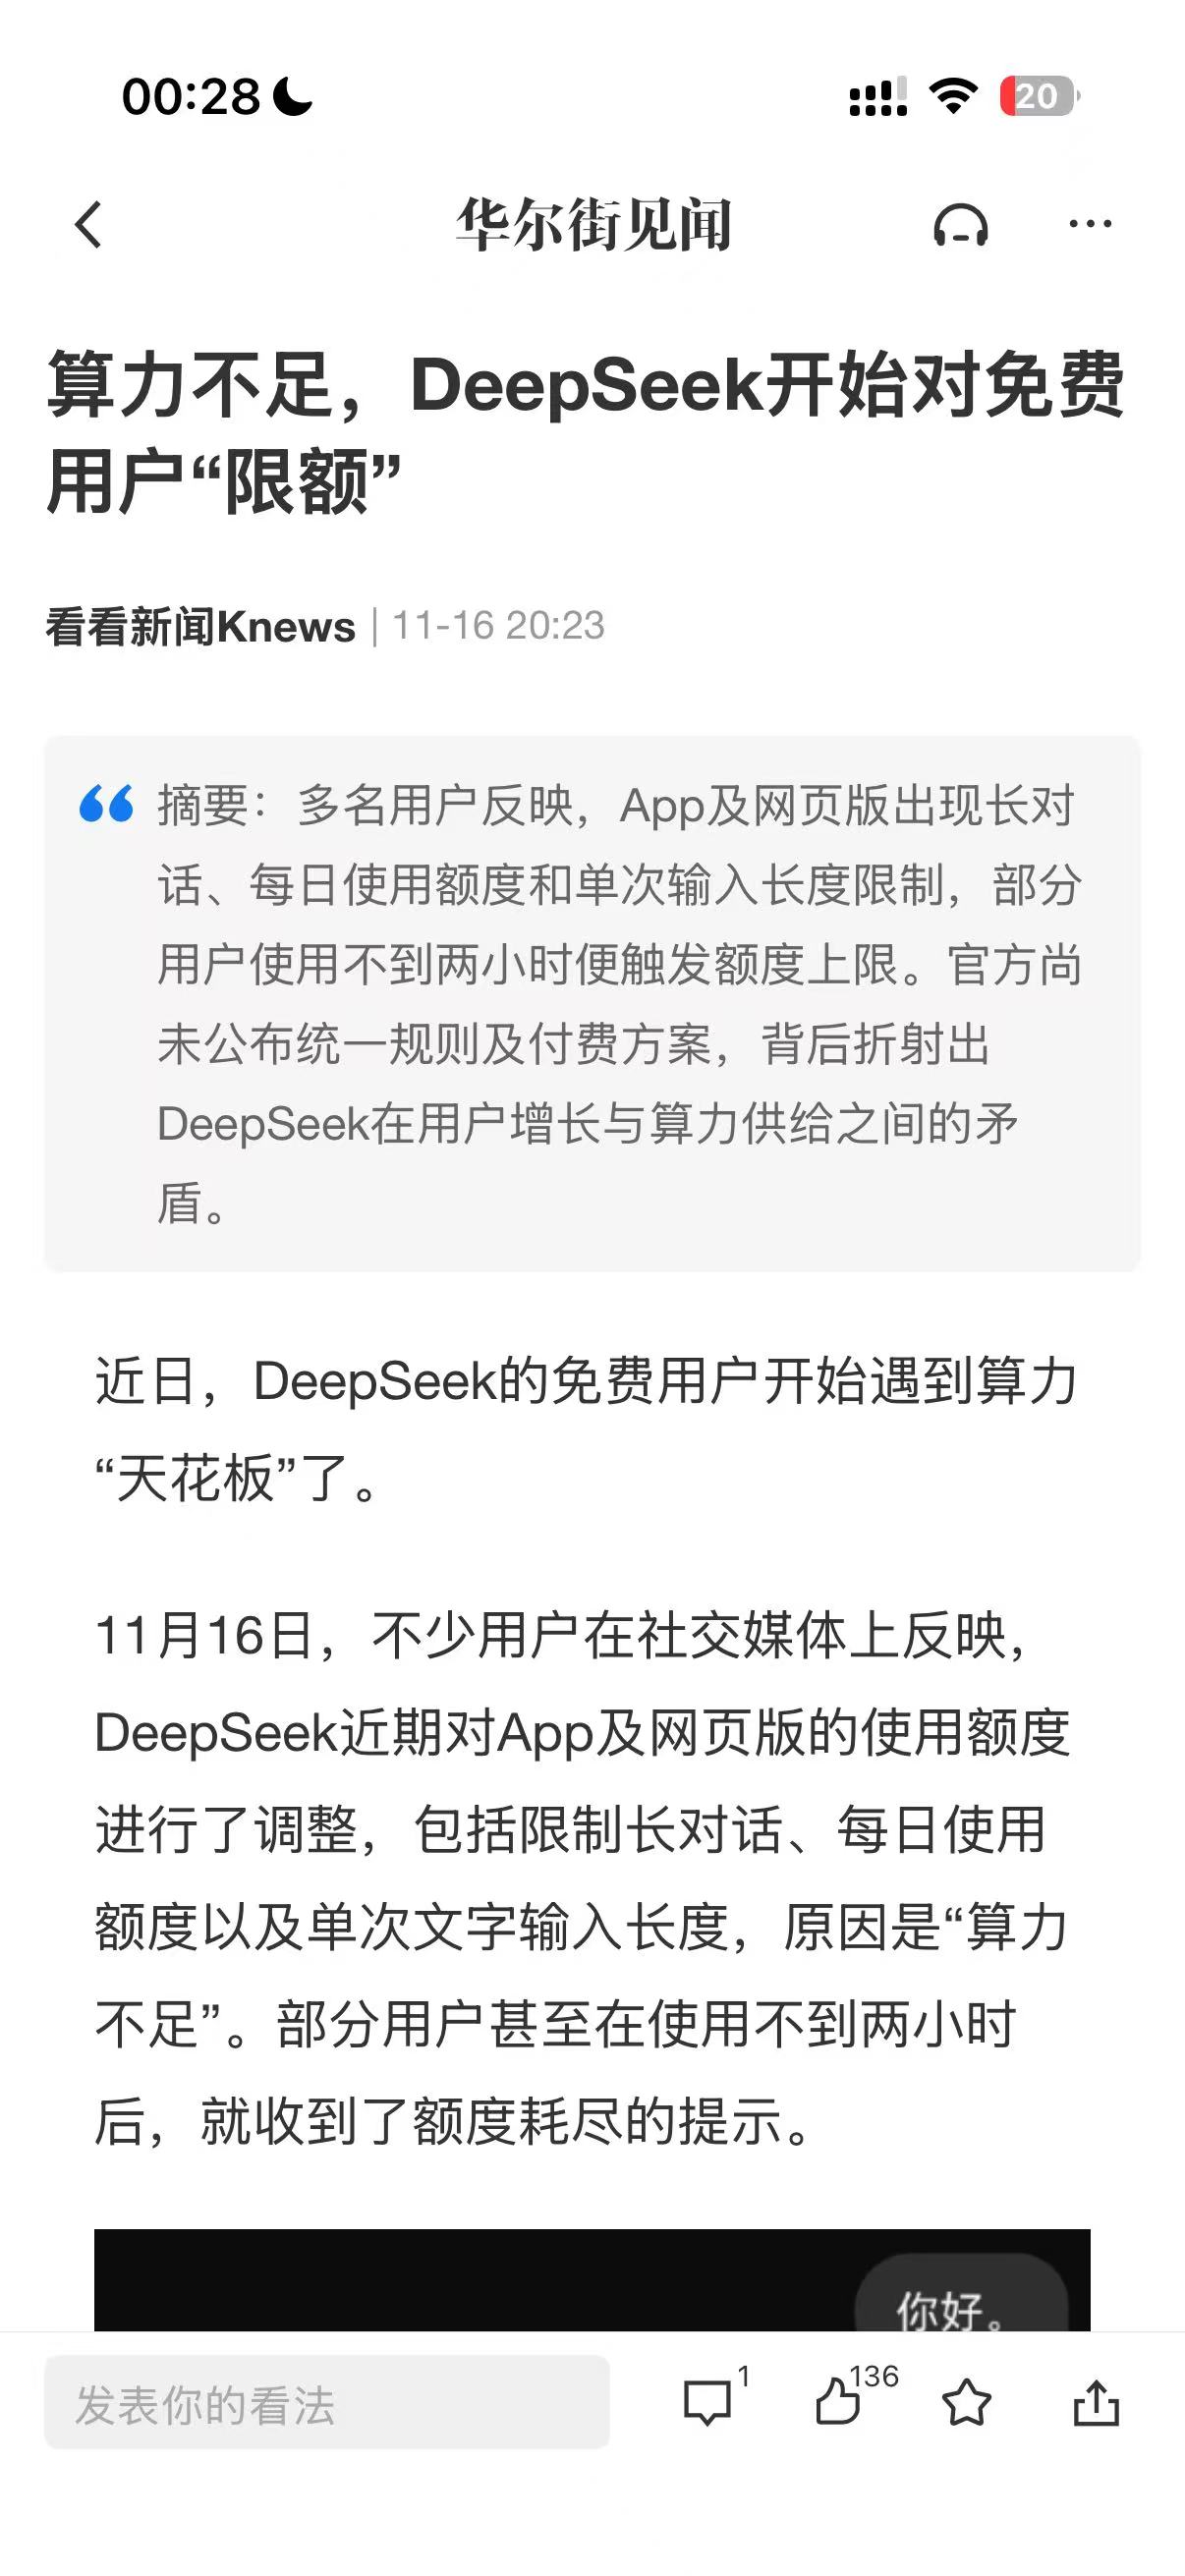 00:28
20
华尔街见闻
算力不足，DeepSeek开始对免费
用户“限额”
看看新闻Knews | 11-16 20:23
摘要：多名用户反映，App及网页版出现长对
话、每日使用额度和单次输入长度限制，部分
用户使用不到两小时便触发额度上限。官方尚
未公布统一规则及付费方案，背后折射出
DeepSeek在用户增长与算力供给之间的矛
盾。
近日，DeepSeek的免费用户开始遇到算力
“天花板”了。
11月16日，不少用户在社交媒体上反映，
DeepSeek近期对App及网页版的使用额度
进行了调整，包括限制长对话、每日使用
额度以及单次文字输入长度，原因是“算力
不足”。部分用户甚至在使用不到两小时
后，就收到了额度耗尽的提示。
你好。
发表你的看法
1
136